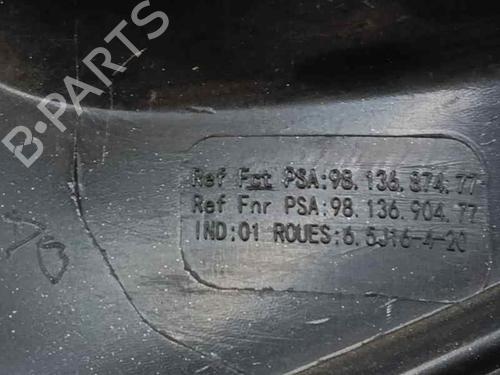 B-PARTS
Ref Fct PSA:98.136.874.77
Ref Fnr PSA:98.136.904.77
IND:01 ROUES:6.5J16-4-20